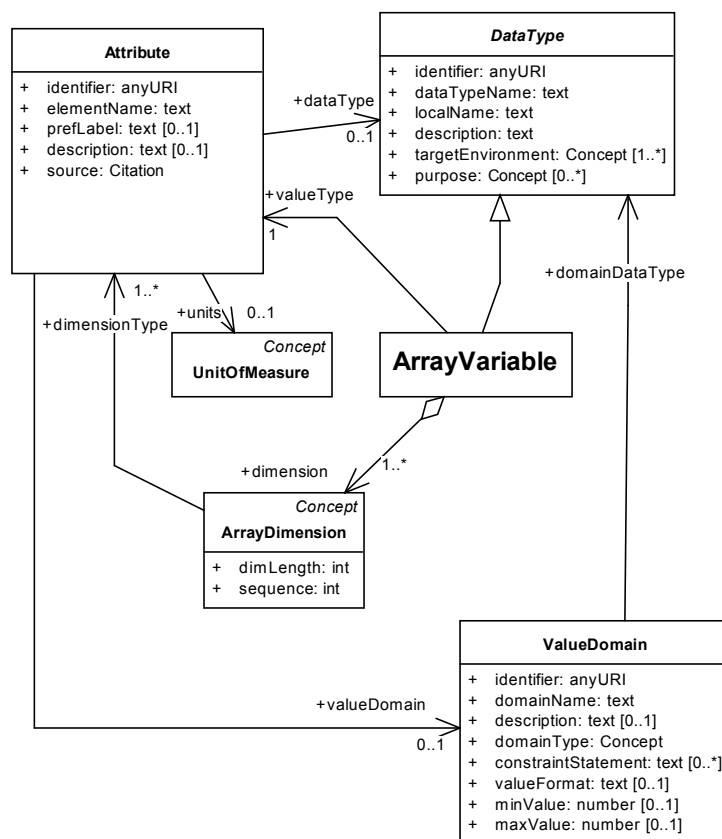 Attribute
+ identifier: anyURI
+ elementName: text
+ prefLabel: text [0..1]
+ description: text [0..1]
+ source: Citation
DataType
+ identifier: anyURI
+ dataTypeName: text
+ localName: text
+ description: text
+ targetEnvironment: Concept [1..*]
+ purpose: Concept [0..*]
+dataType
0..1
+valueType
1
+domainDataType
1..*
+dimensionType
+units
0..1
Concept
UnitOfMeasure
ArrayVariable
+dimension
1..*
Concept
ArrayDimension
+ dimLength: int
+ sequence: int
+valueDomain
0..1
ValueDomain
+ identifier: anyURI
+ domainName: text
+ description: text [0..1]
+ domainType: Concept
+ constraintStatement: text [0..*]
+ valueFormat: text [0..1]
+ minValue: number [0..1]
+ maxValue: number [0..1]